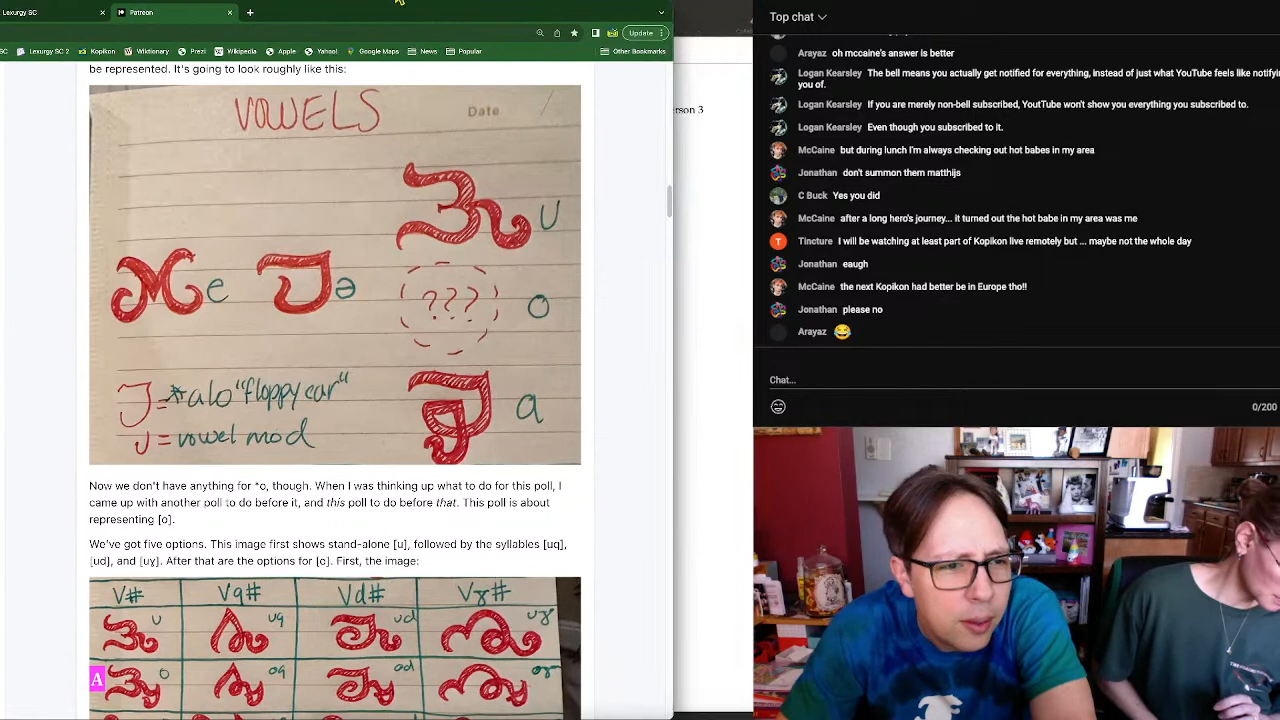 Lexurgy SC
Patreon
Update
Lexurgy SC 2
Kopikon
Wiktionary
Prezi
Wikipedia
Apple
Yahoo!
Google Maps
News
Popular
Other Bookmarks
be represented. It's going to look roughly like this:
VOWELS
Date
u
e
ə
???
o
= *alo "floppy ear"
= vowel mod
a
Now we don't have anything for *o, though. When I was thinking up what to do for this poll, I
came up with another poll to do before it, and this poll to do before that. This poll is about
representing [o].
We've got five options. This image first shows stand-alone [u], followed by the syllables [uq],
[ud], and [uɣ]. After that are the options for [o]. First, the image:
V#
Vq#
Vd#
Vɣ#
u
uq
ud
uɣ
A
o
oq
od
oɣ
erson 3
Top chat
Arayaz oh mccaine's answer is better
Logan Kearsley The bell means you actually get notified for everything, instead of just what YouTube feels like notifyi
you of.
Logan Kearsley If you are merely non-bell subscribed, YouTube won't show you everything you subscribed to.
Logan Kearsley Even though you subscribed to it.
McCaine but during lunch I'm always checking out hot babes in my area
Jonathan don't summon them matthijs
C Buck Yes you did
McCaine after a long hero's journey... it turned out the hot babe in my area was me
T
Tincture I will be watching at least part of Kopikon live remotely but ... maybe not the whole day
Jonathan eaugh
McCaine the next Kopikon had better be in Europe tho!!
Jonathan please no
Arayaz 😂
Chat...
0/200